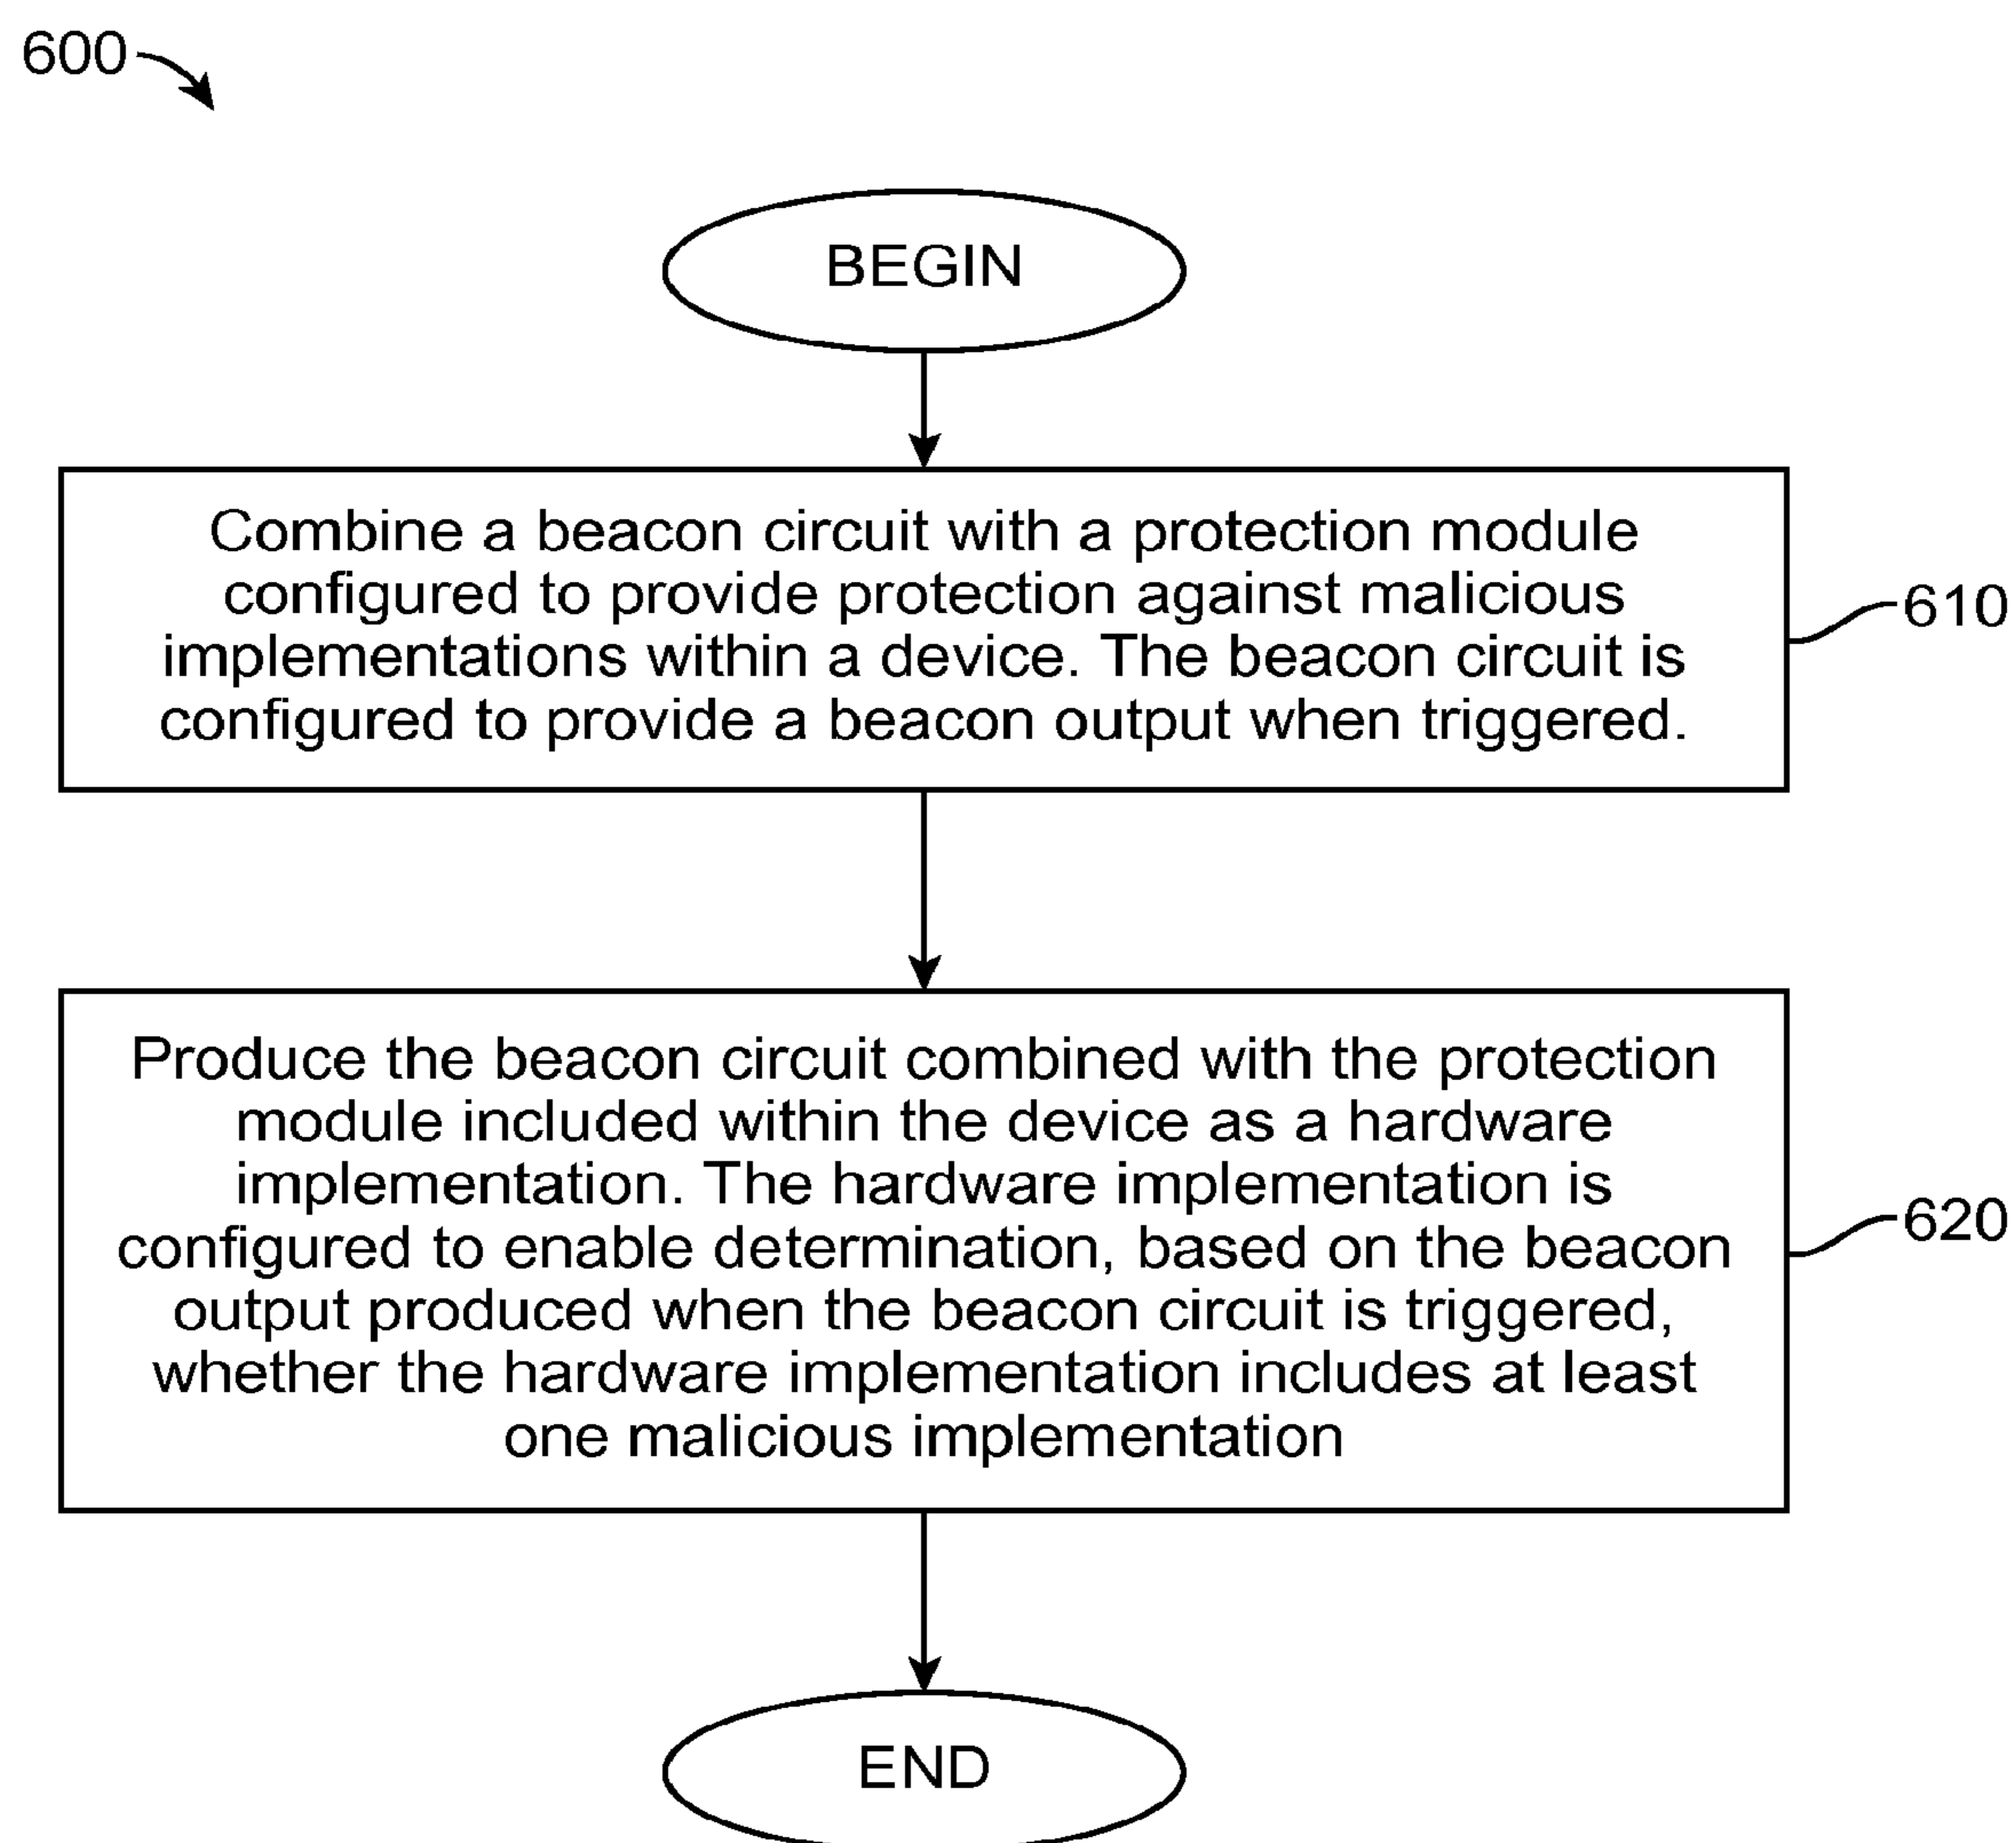 600
BEGIN
Combine a beacon circuit with a protection module
configured to provide protection against malicious
implementations within a device. The beacon circuit is
configured to provide a beacon output when triggered.
610
Produce the beacon circuit combined with the protection
module included within the device as a hardware
implementation. The hardware implementation is
configured to enable determination, based on the beacon
output produced when the beacon circuit is triggered,
whether the hardware implementation includes at least
one malicious implementation
620
END